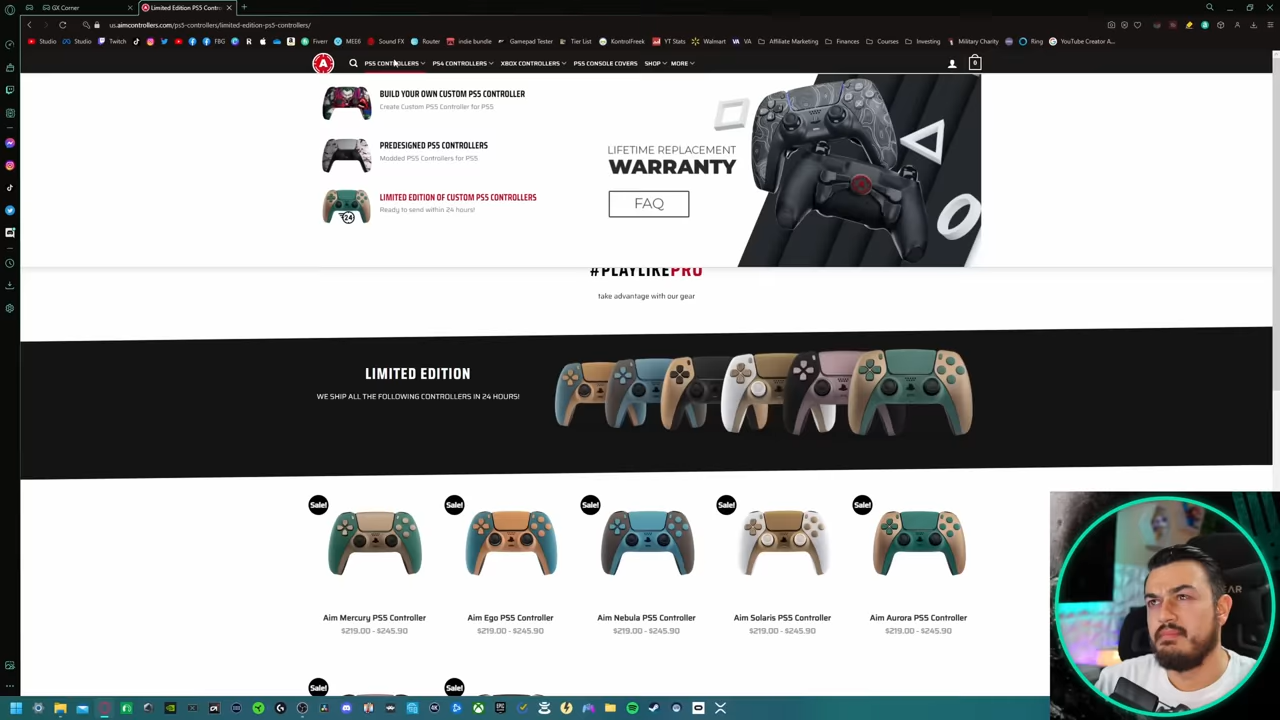 GX Corner
Limited Edition PS5 Contr
us.aimcontrollers.com/ps5-controllers/limited-edition-ps5-controllers/
Studio Studio Twitch FBG Fiverr MEE6 Sound FX Router indie bundle Gamepad Tester Tier List KontrolFreek YT Stats Walmart VA Affiliate Marketing Finances Courses Investing Military Charity Ring YouTube Creator A...
PS5 CONTROLLERS PS4 CONTROLLERS XBOX CONTROLLERS PS5 CONSOLE COVERS SHOP MORE 0
BUILD YOUR OWN CUSTOM PS5 CONTROLLER
Create Custom PS5 Controller for PS5
PREDESIGNED PS5 CONTROLLERS
Modded PS5 Controllers for PS5
LIMITED EDITION OF CUSTOM PS5 CONTROLLERS
Ready to send within 24 hours!
24
LIFETIME REPLACEMENT
WARRANTY
FAQ
#PLAYLIKEPRO
take advantage with our gear
LIMITED EDITION
WE SHIP ALL THE FOLLOWING CONTROLLERS IN 24 HOURS!
Sale! Sale! Sale! Sale! Sale!
Aim Mercury PS5 Controller Aim Ego PS5 Controller Aim Nebula PS5 Controller Aim Solaris PS5 Controller Aim Aurora PS5 Controller
$219.00 - $245.90 $219.00 - $245.90 $219.00 - $245.90 $219.00 - $245.90 $219.00 - $245.90
Sale! Sale!